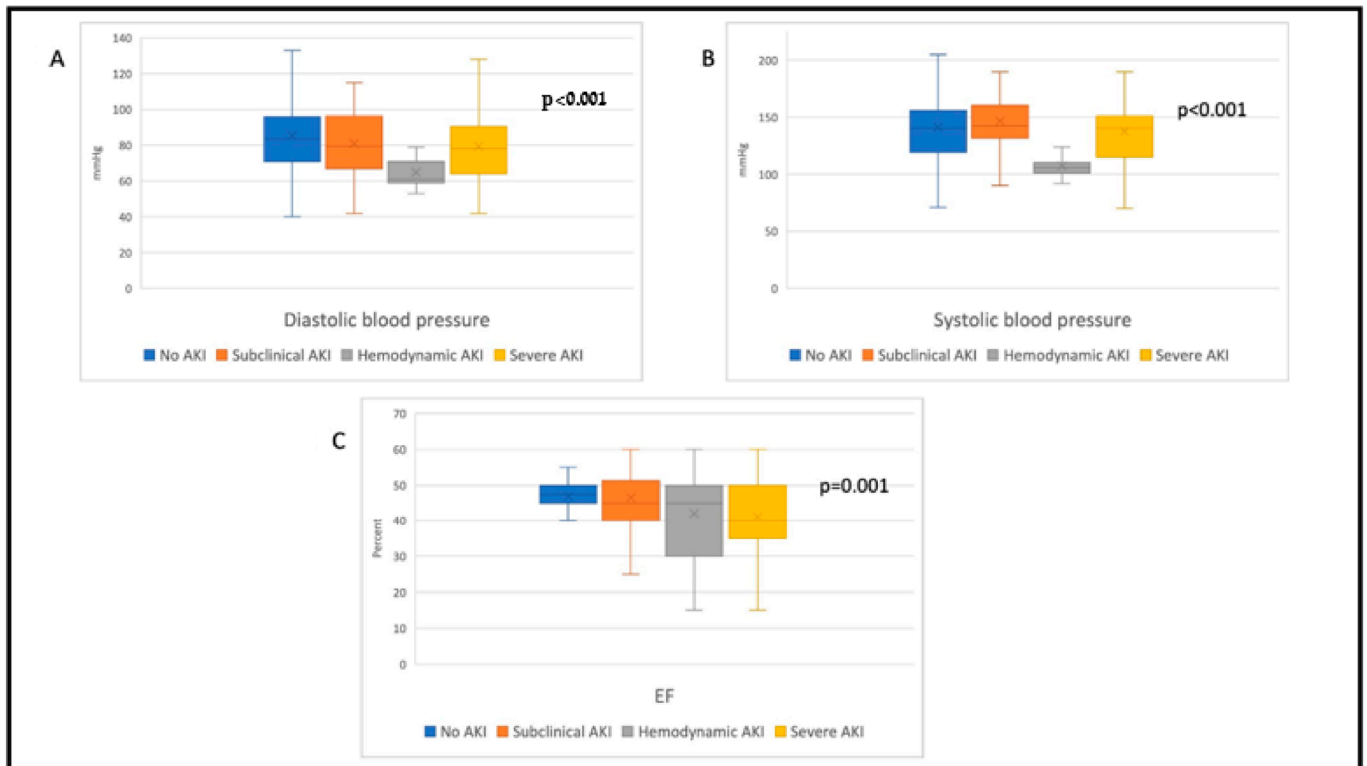 A
mmHg
140
120
100
80
60
40
20
0
p<0.001
Diastolic blood pressure
No AKI Subclinical AKI Hemodynamic AKI Severe AKI
B
mmHg
200
150
100
50
0
p<0.001
Systolic blood pressure
No AKI Subclinical AKI Hemodynamic AKI Severe AKI
C
Percent
70
60
50
40
30
20
10
0
p=0.001
EF
No AKI Subclinical AKI Hemodynamic AKI Severe AKI